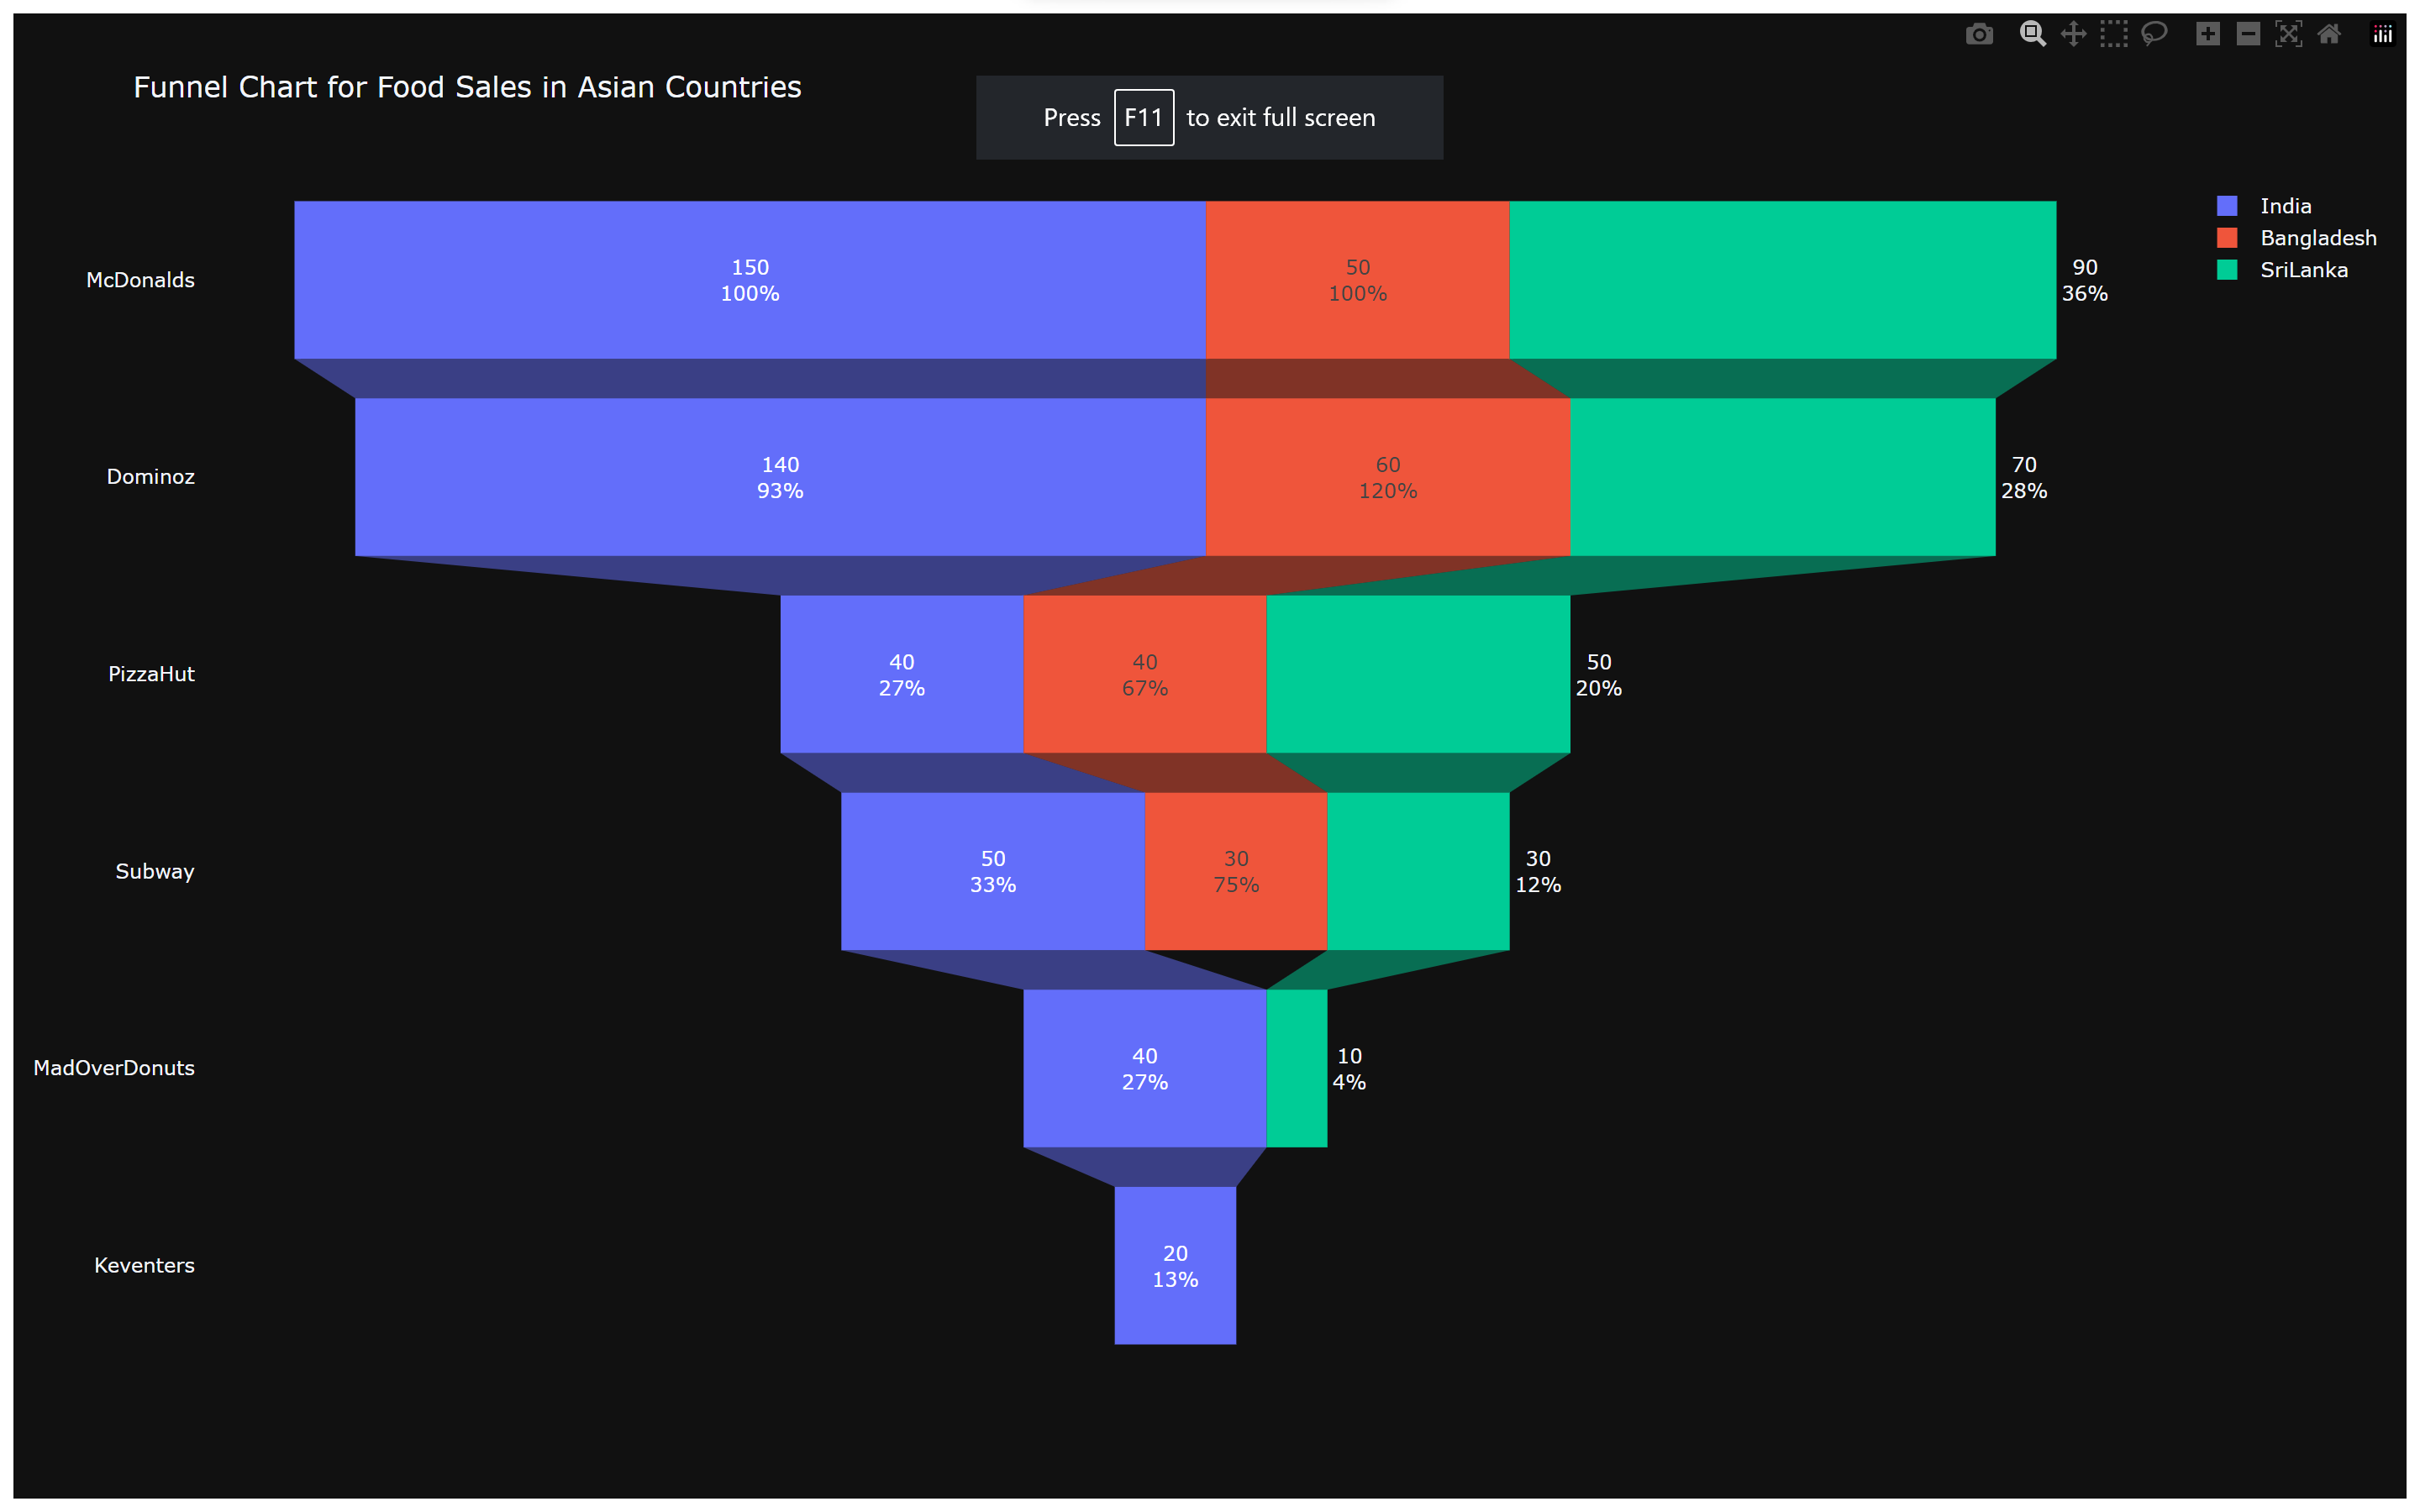 Funnel Chart for Food Sales in Asian Countries
Press F11 to exit full screen
India
Bangladesh
SriLanka
McDonalds
150
100%
50
100%
90
36%
Dominoz
140
93%
60
120%
70
28%
PizzaHut
40
27%
40
67%
50
20%
Subway
50
33%
30
75%
30
12%
MadOverDonuts
40
27%
10
4%
Keventers
20
13%